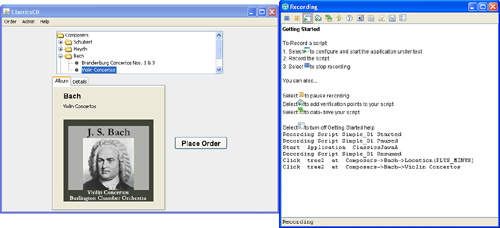 ClassicsCD
Order Admin Help
Composers
Schubert
Haydn
Bach
Brandenburg Concertos Nos. 1 & 3
Violin Concertos
Album Details
Bach
Violin Concertos
J. S. Bach
Violin Concertos
Burlington Chamber Orchestra
Place Order
Recording
Getting Started
To Record a script
1. Select to configure and start the application under test
2. Record the script
3. Select to stop recording
You can also...
Select to pause recording
Select to add verification points to your script
Select to data-drive your script
Select to turn off Getting Started help
Recording Script Simple_01 Started
Recording Script Simple_01 Paused
Start Application ClassicsJavaA
Recording Script Simple_01 Resumed
Click tree2 at Composers->Bach->Location(PLUS_MINUS)
Click tree2 at Composers->Bach->Violin Concertos
Recording